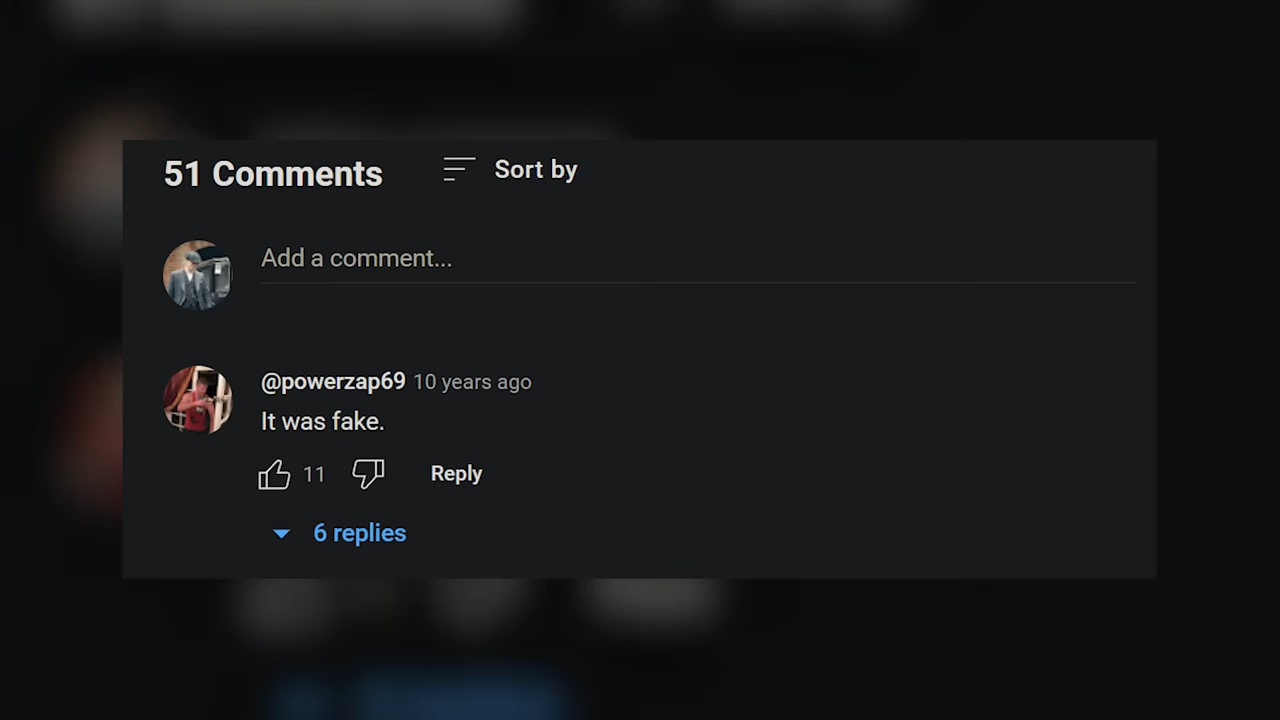 51 Comments Sort by
Add a comment...
@powerzap69 10 years ago
It was fake.
11 Reply
6 replies